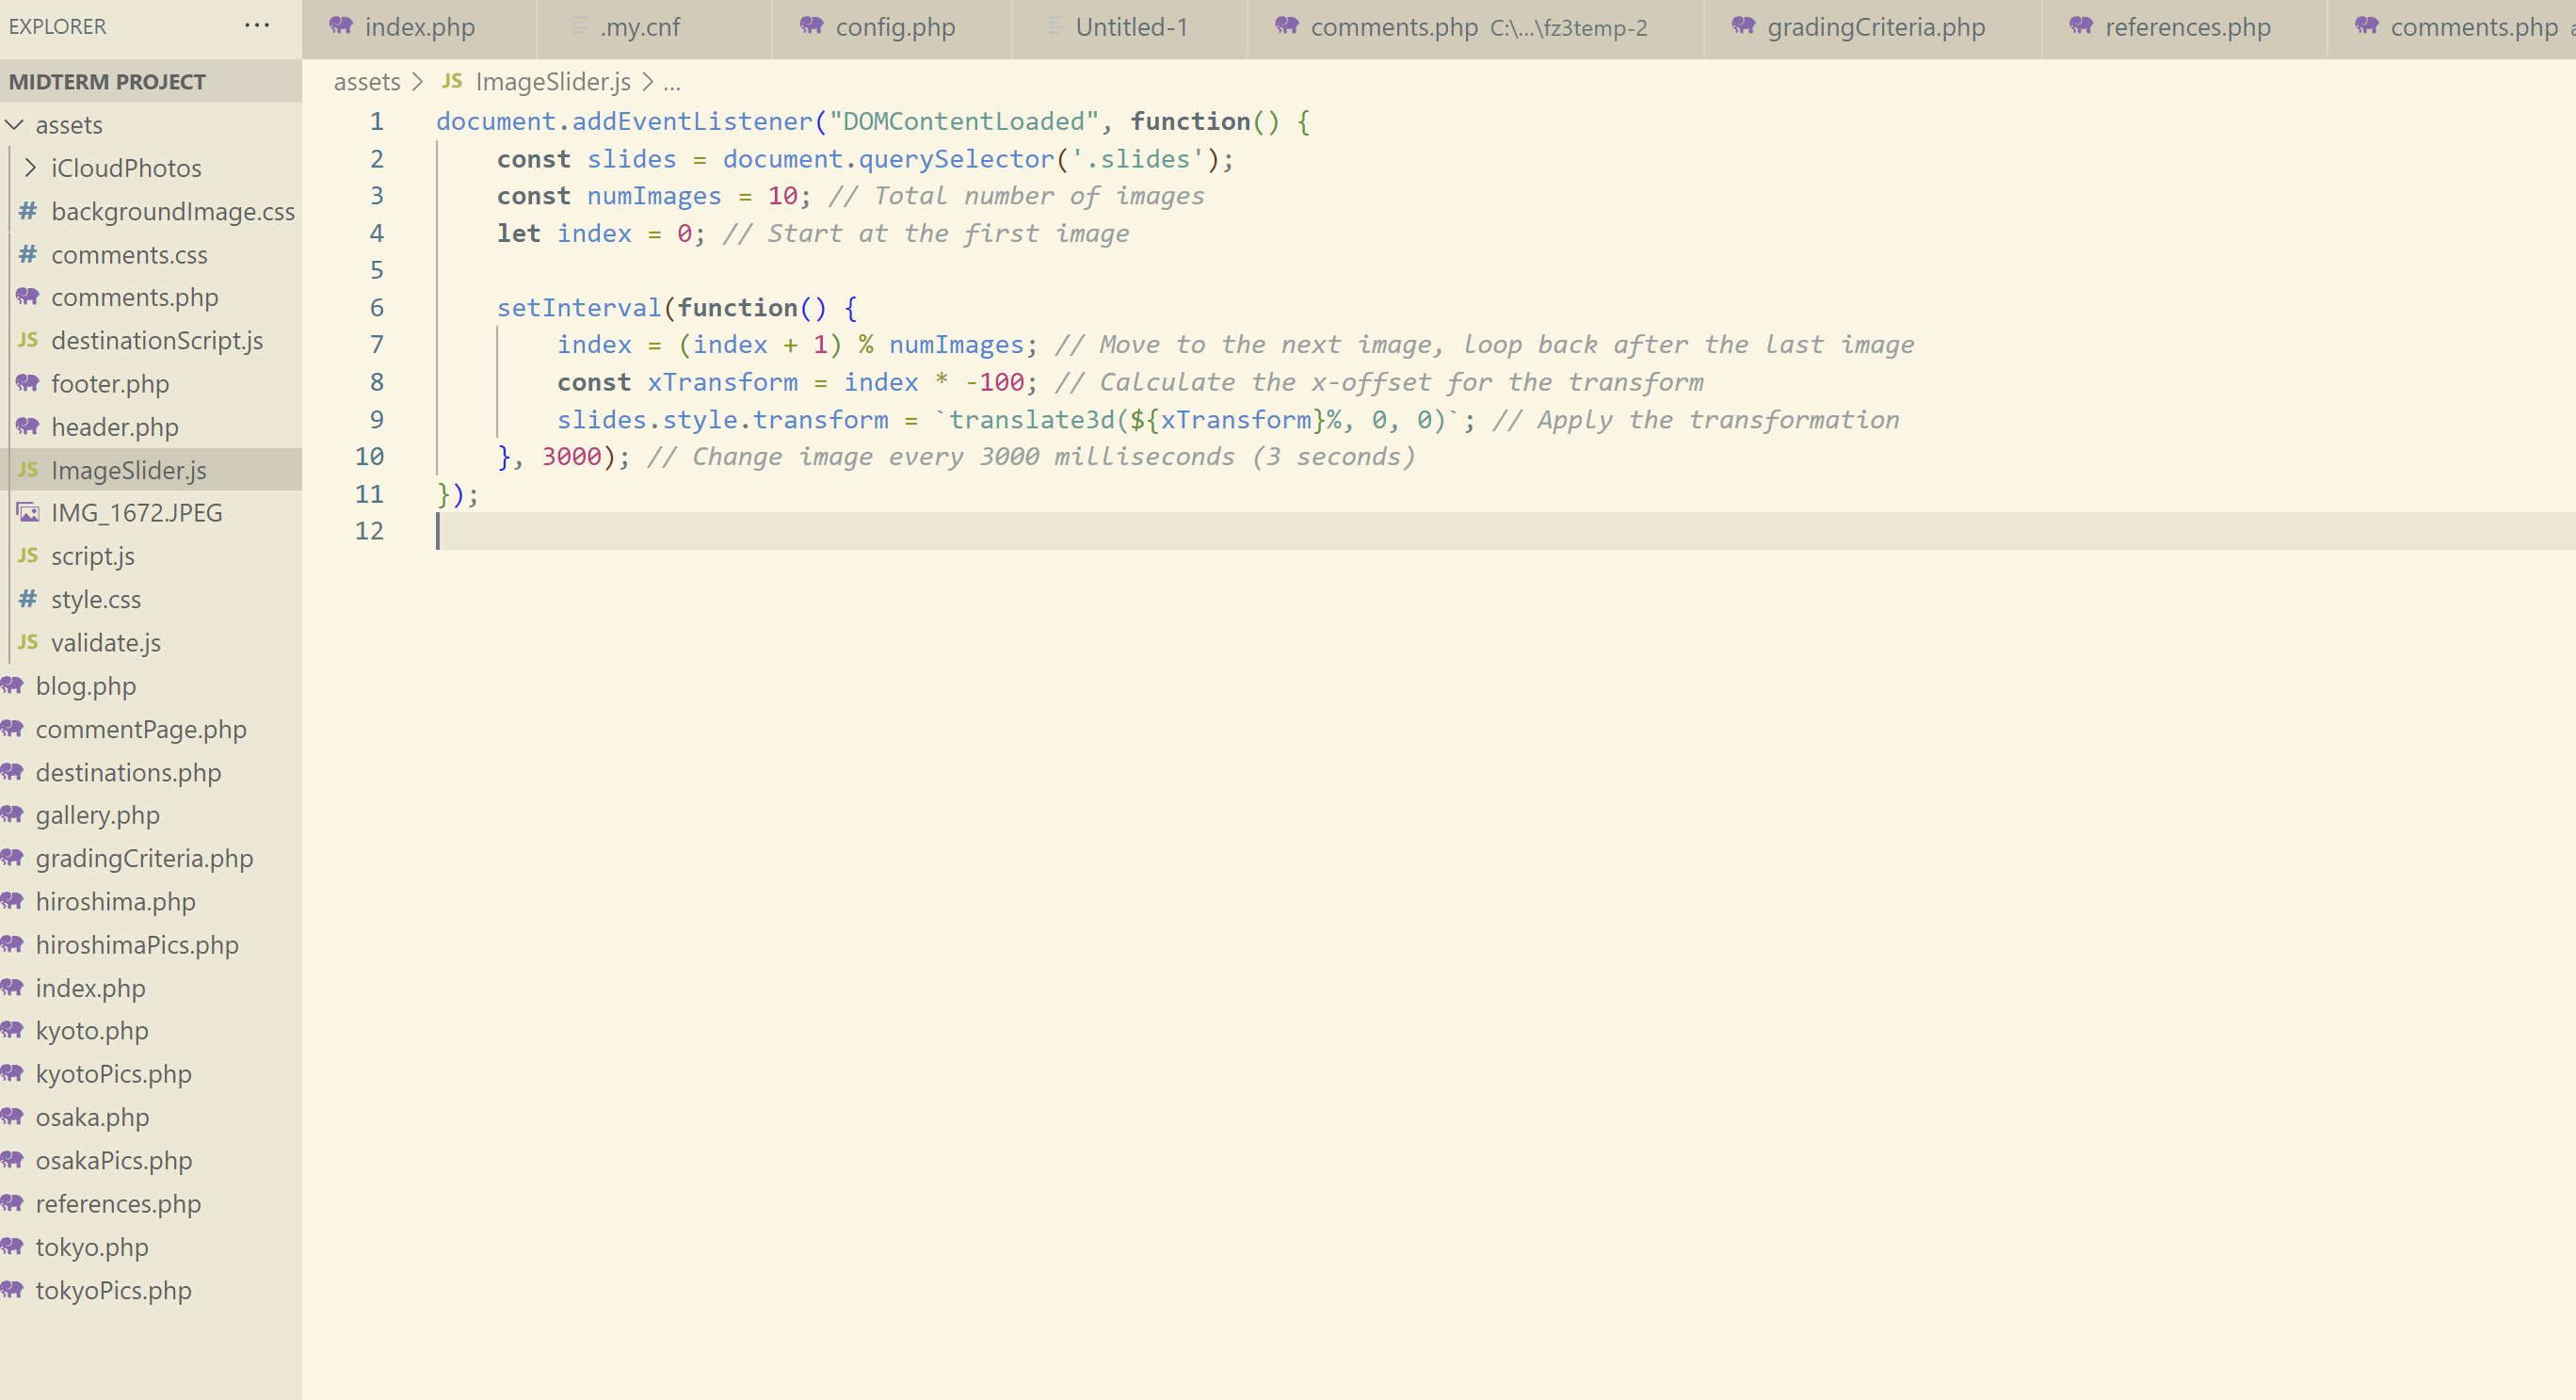 EXPLORER ···
index.php .my.cnf config.php Untitled-1 comments.php C:\...\fz3temp-2 gradingCriteria.php references.php comments.php
MIDTERM PROJECT
assets
iCloudPhotos
# backgroundImage.css
# comments.css
comments.php
JS destinationScript.js
footer.php
header.php
JS ImageSlider.js
IMG_1672.JPEG
JS script.js
# style.css
JS validate.js
blog.php
commentPage.php
destinations.php
gallery.php
gradingCriteria.php
hiroshima.php
hiroshimaPics.php
index.php
kyoto.php
kyotoPics.php
osaka.php
osakaPics.php
references.php
tokyo.php
tokyoPics.php
assets > JS ImageSlider.js > ...
1 document.addEventListener("DOMContentLoaded", function() {
2     const slides = document.querySelector('.slides');
3     const numImages = 10; // Total number of images
4     let index = 0; // Start at the first image
5
6     setInterval(function() {
7         index = (index + 1) % numImages; // Move to the next image, loop back after the last image
8         const xTransform = index * -100; // Calculate the x-offset for the transform
9         slides.style.transform = `translate3d(${xTransform}%, 0, 0)`; // Apply the transformation
10     }, 3000); // Change image every 3000 milliseconds (3 seconds)
11 });
12